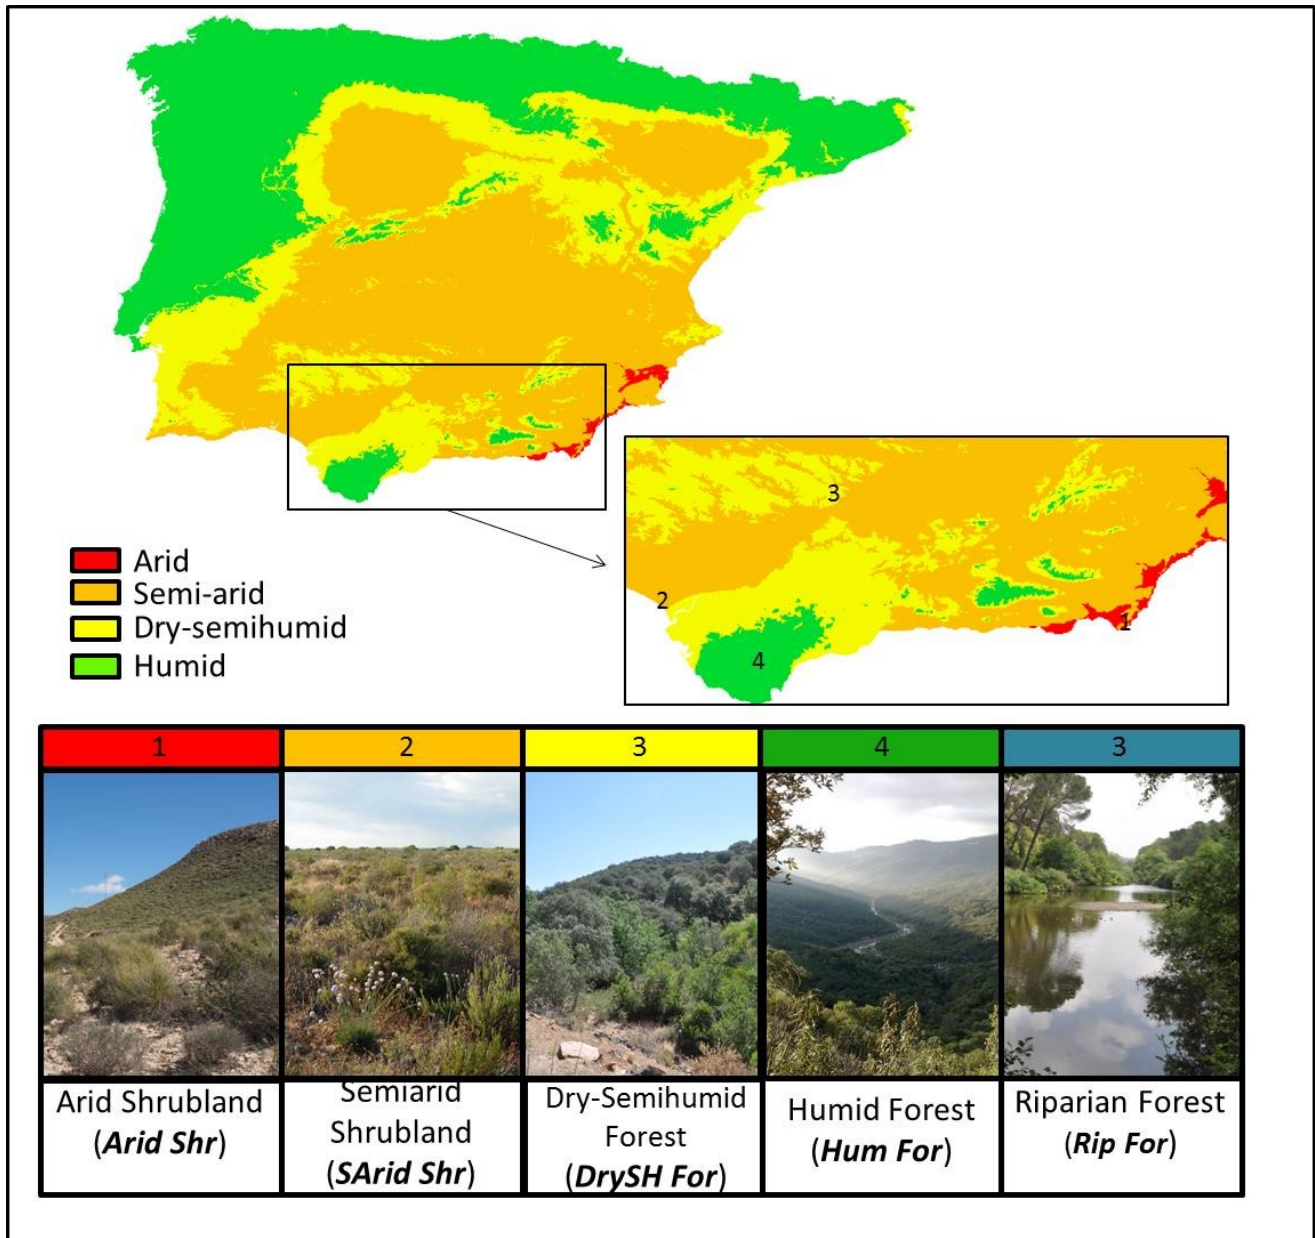 3
2
1
4
Arid
Semi-arid
Dry-semihumid
Humid
1
2
3
4
3
Arid Shrubland
(Arid Shr)
Semiarid
Shrubland
(SArid Shr)
Dry-Semihumid
Forest
(DrySH For)
Humid Forest
(Hum For)
Riparian Forest
(Rip For)